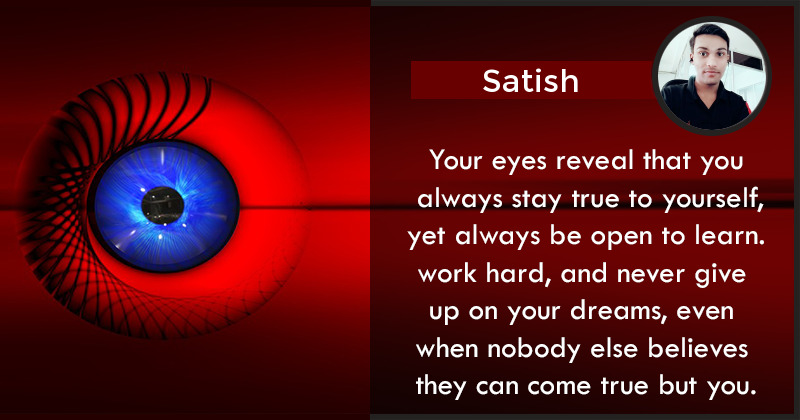 Satish
Your eyes reveal that you
always stay true to yourself,
yet always be open to learn.
work hard, and never give
up on your dreams, even
when nobody else believes
they can come true but you.